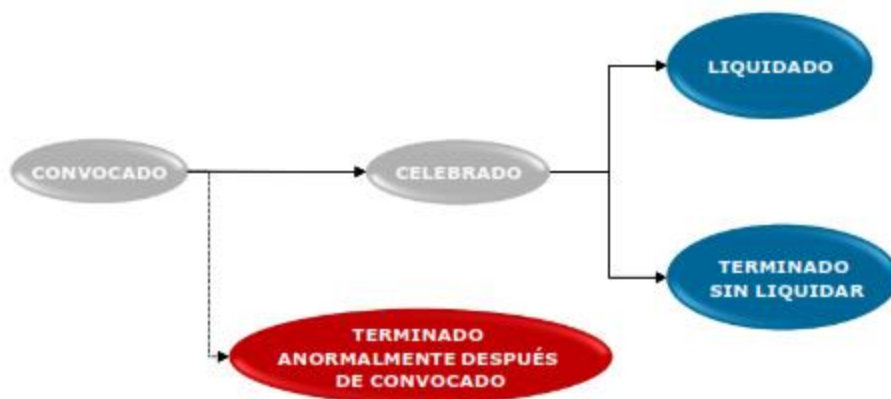 LIQUIDADO
CONVOCADO
CELEBRADO
TERMINADO
SIN LIQUIDAR
TERMINADO
ANORMALMENTE DESPUÉS
DE CONVOCADO